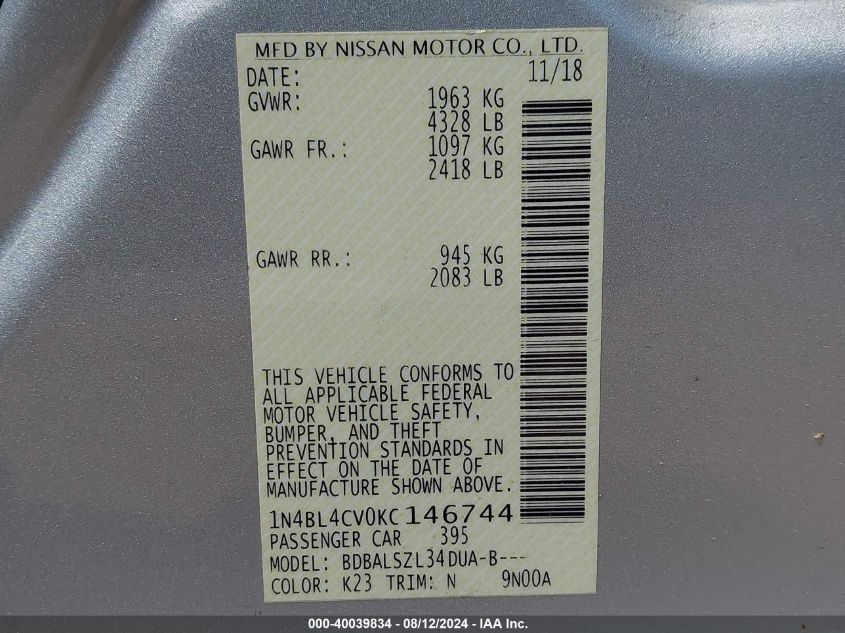 MFD BY NISSAN MOTOR CO., LTD.
DATE: 11/18
GVWR: 1963 KG
4328 LB
GAWR FR.: 1097 KG
2418 LB
GAWR RR.: 945 KG
2083 LB
THIS VEHICLE CONFORMS TO
ALL APPLICABLE FEDERAL
MOTOR VEHICLE SAFETY,
BUMPER, AND THEFT
PREVENTION STANDARDS IN
EFFECT ON THE DATE OF
MANUFACTURE SHOWN ABOVE.
1N4BL4CV0KC146744
PASSENGER CAR 395
MODEL: BDBALSZL34DUA-B---
COLOR: K23 TRIM: N 9N00A
000-40039834 - 08/12/2024 - IAA Inc.